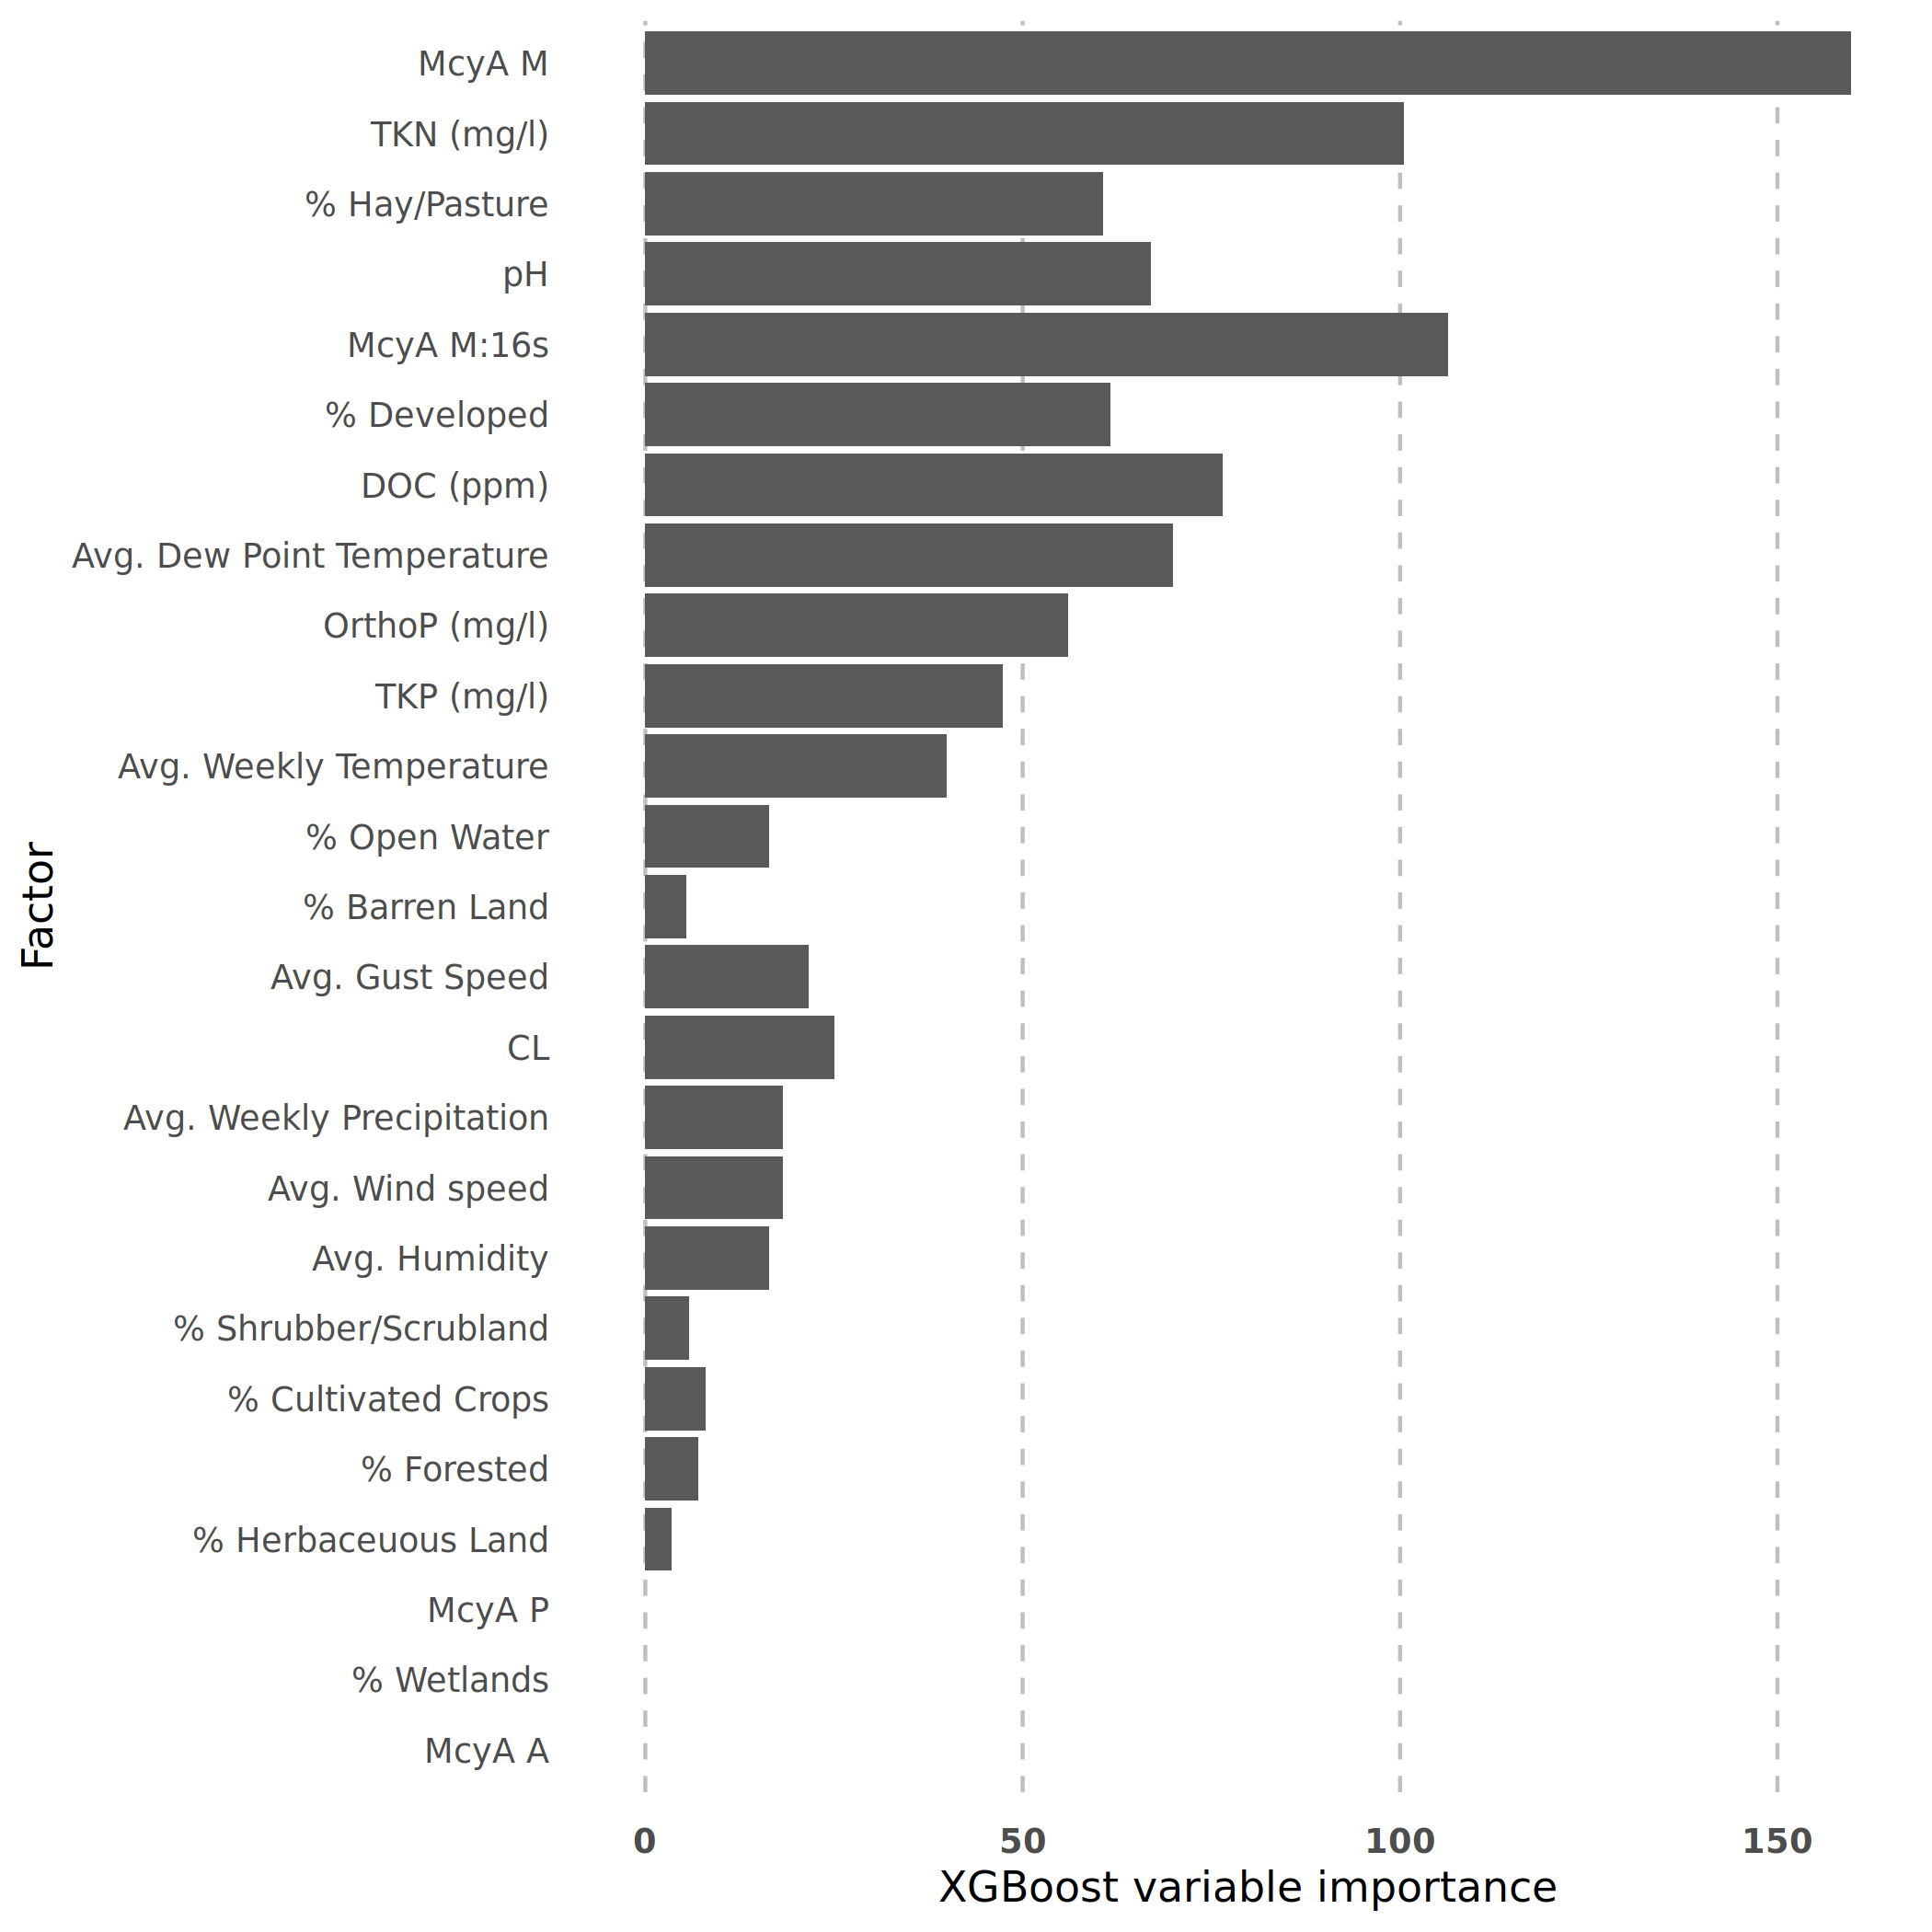 McyA M
TKN (mg/l)
% Hay/Pasture
pH
McyA M:16s
% Developed
DOC (ppm)
Avg. Dew Point Temperature
OrthoP (mg/l)
TKP (mg/l)
Avg. Weekly Temperature
% Open Water
% Barren Land
Avg. Gust Speed
CL
Avg. Weekly Precipitation
Avg. Wind speed
Avg. Humidity
% Shrubber/Scrubland
% Cultivated Crops
% Forested
% Herbaceuous Land
McyA P
% Wetlands
McyA A
Factor
0 50 100 150
XGBoost variable importance